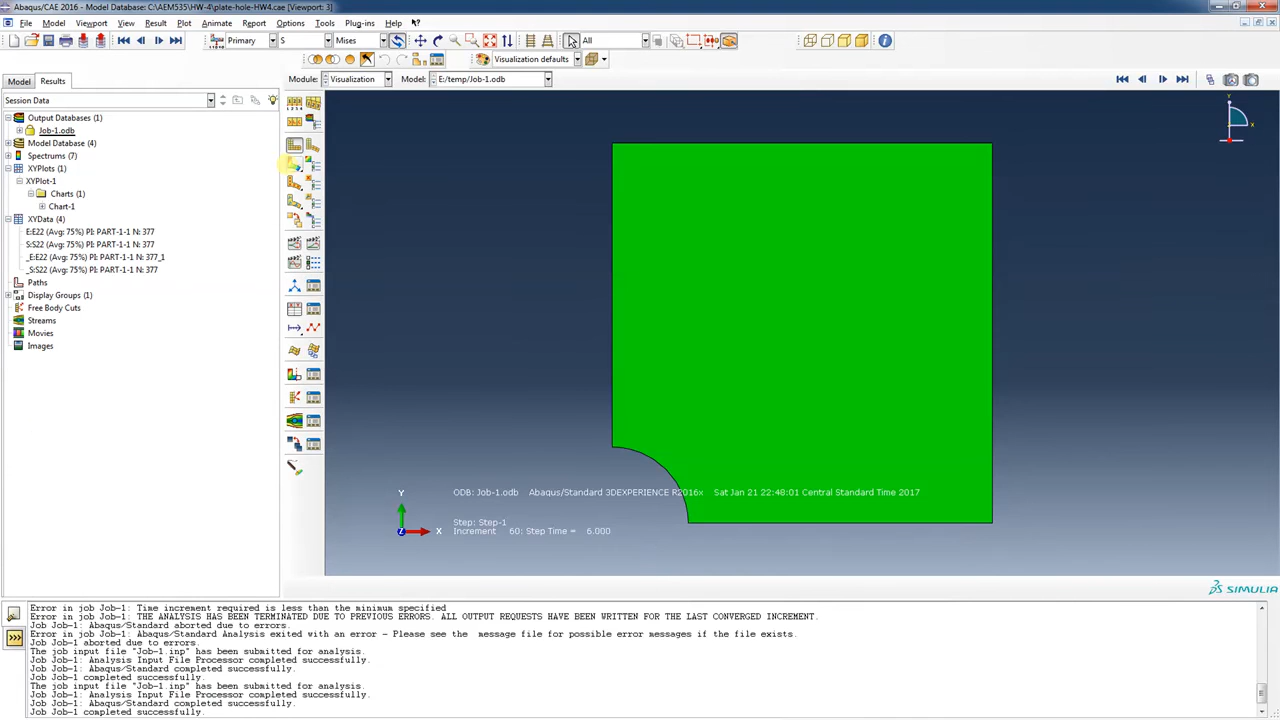 Abaqus/CAE 2016 - Model Database: C:\AEM535\HW-4\plate-hole-HW4.cae [Viewport: 3]
File Model Viewport View Result Plot Animate Report Options Tools Plug-ins Help
Primary S Mises All
Visualization defaults
Model Results Module: Visualization Model: E:/temp/Job-1.odb
Session Data
Output Databases (1)
Job-1.odb
Model Database (4)
Spectrums (7)
XYPlots (1)
XYPlot-1
Charts (1)
Chart-1
XYData (4)
E:E22 (Avg: 75%) PI: PART-1-1 N: 377
S:S22 (Avg: 75%) PI: PART-1-1 N: 377
_E:E22 (Avg: 75%) PI: PART-1-1 N: 377_1
_S:S22 (Avg: 75%) PI: PART-1-1 N: 377
Paths
Display Groups (1)
Free Body Cuts
Streams
Movies
Images
Y
X
Y
Z
X
ODB: Job-1.odb Abaqus/Standard 3DEXPERIENCE R2016x Sat Jan 21 22:48:01 Central Standard Time 2017
Step: Step-1
Increment 60: Step Time = 6.000
SIMULIA
Error in job Job-1: Time increment required is less than the minimum specified
Error in job Job-1: THE ANALYSIS HAS BEEN TERMINATED DUE TO PREVIOUS ERRORS. ALL OUTPUT REQUESTS HAVE BEEN WRITTEN FOR THE LAST CONVERGED INCREMENT.
Job Job-1: Abaqus/Standard aborted due to errors.
Error in job Job-1: Abaqus/Standard Analysis exited with an error - Please see the message file for possible error messages if the file exists.
Job Job-1 aborted due to errors.
The job input file "Job-1.inp" has been submitted for analysis.
Job Job-1: Analysis Input File Processor completed successfully.
Job Job-1: Abaqus/Standard completed successfully.
Job Job-1 completed successfully.
The job input file "Job-1.inp" has been submitted for analysis.
Job Job-1: Analysis Input File Processor completed successfully.
Job Job-1: Abaqus/Standard completed successfully.
Job Job-1 completed successfully.